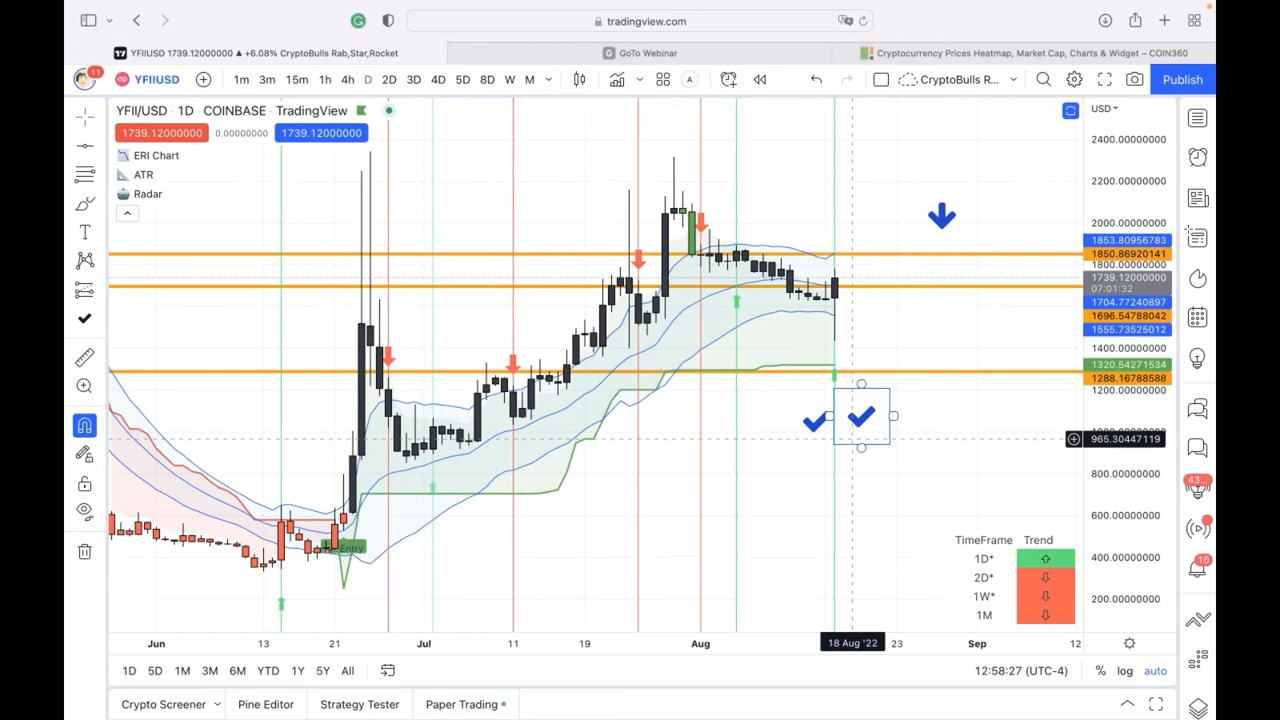 tradingview.com
YFIIUSD 1739.12000000 ▲ +6.08% CryptoBulls Rab,Star,Rocket
GoTo Webinar
Cryptocurrency Prices Heatmap, Market Cap, Charts & Widget – COIN360
11
YFIIUSD
1m 3m 15m 1h 4h D 2D 3D 4D 5D 8D W M
A
CryptoBulls R...
Publish
YFII/USD · 1D · COINBASE · TradingView
USD
1739.12000000
0.00000000
1739.12000000
ERI Chart
ATR
Radar
2400.00000000
2200.00000000
2000.00000000
1853.80956783
1850.86920141
1800.00000000
1739.12000000
07:01:32
1704.77240897
1696.54788042
1555.73525012
1400.00000000
1320.54271534
1288.16788588
1200.00000000
965.30447119
800.00000000
600.00000000
400.00000000
200.00000000
Entry
TimeFrame Trend
1D*
2D*
1W*
1M
43...
16
Jun 13 21 Jul 11 19 Aug 18 Aug '22 23 Sep 12
1D 5D 1M 3M 6M YTD 1Y 5Y All
12:58:27 (UTC-4)
% log auto
Crypto Screener Pine Editor Strategy Tester Paper Trading